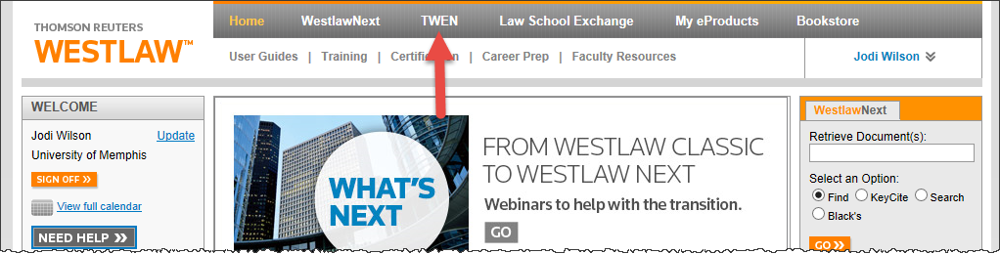 Home WestlawNext TWEN Law School Exchange My eProducts Bookstore
THOMSON REUTERS
WESTLAW™
User Guides | Training | Certification | Career Prep | Faculty Resources
Jodi Wilson
WELCOME
Jodi Wilson Update
University of Memphis
SIGN OFF
View full calendar
NEED HELP
WHAT'S
NEXT
FROM WESTLAW CLASSIC
TO WESTLAW NEXT
Webinars to help with the transition.
GO
WestlawNext
Retrieve Document(s):
Select an Option:
Find KeyCite Search
Black's
GO